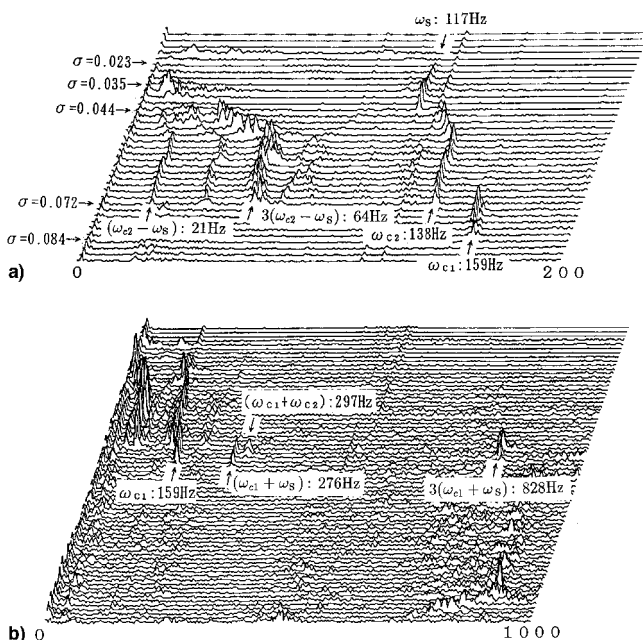 ωS: 117Hz
σ=0.023→
σ=0.035→
σ=0.044→
σ=0.072→
(ωc2−ωS): 21Hz
3(ωc2−ωS): 64Hz
ωc2:138Hz
σ=0.084→
ωc1:159Hz
a)
0
200
(ωc1+ωc2):297Hz
ωc1:159Hz
(ωc1+ωS): 276Hz
3(ωc1+ωS): 828Hz
b)
0
1000